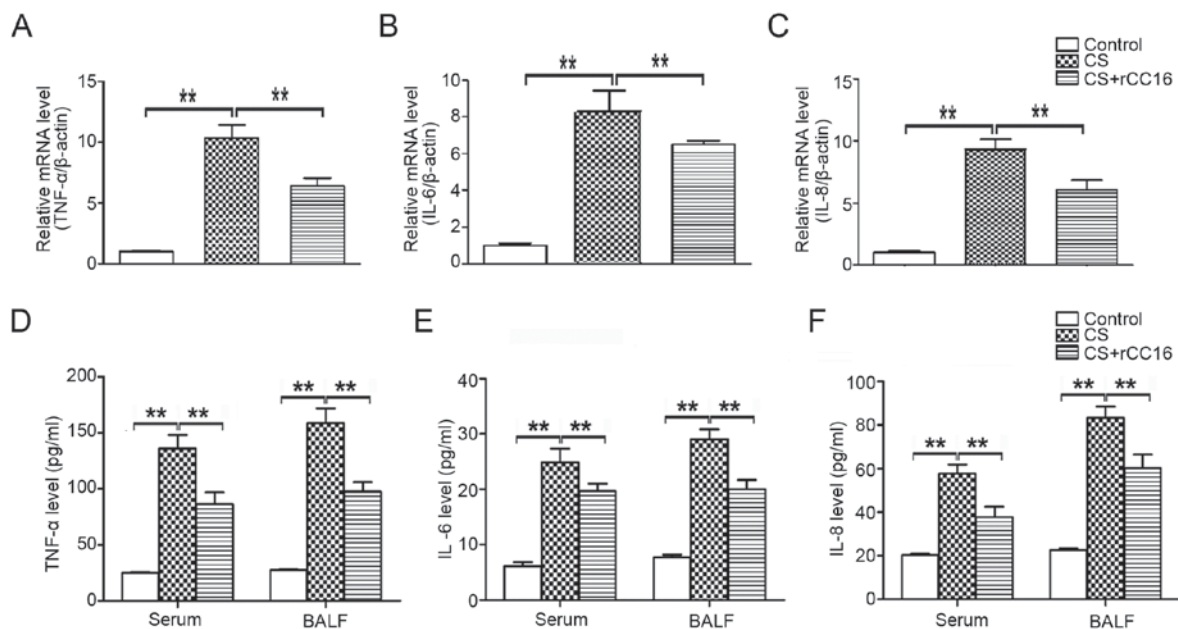 A
B
C
Control
CS
CS+rCC16
Relative mRNA level
(TNF-α/β-actin)
15
10
5
0
**
**
Relative mRNA level
(IL-6/β-actin)
10
8
6
4
2
0
**
**
Relative mRNA level
(IL-8/β-actin)
15
10
5
0
**
**
D
E
F
Control
CS
CS+rCC16
TNF-α level (pg/ml)
200
150
100
50
0
**
**
**
**
Serum
BALF
IL -6 level (pg/ml)
40
30
20
10
0
**
**
**
**
Serum
BALF
IL-8 level (pg/ml)
100
80
60
40
20
0
**
**
**
**
Serum
BALF